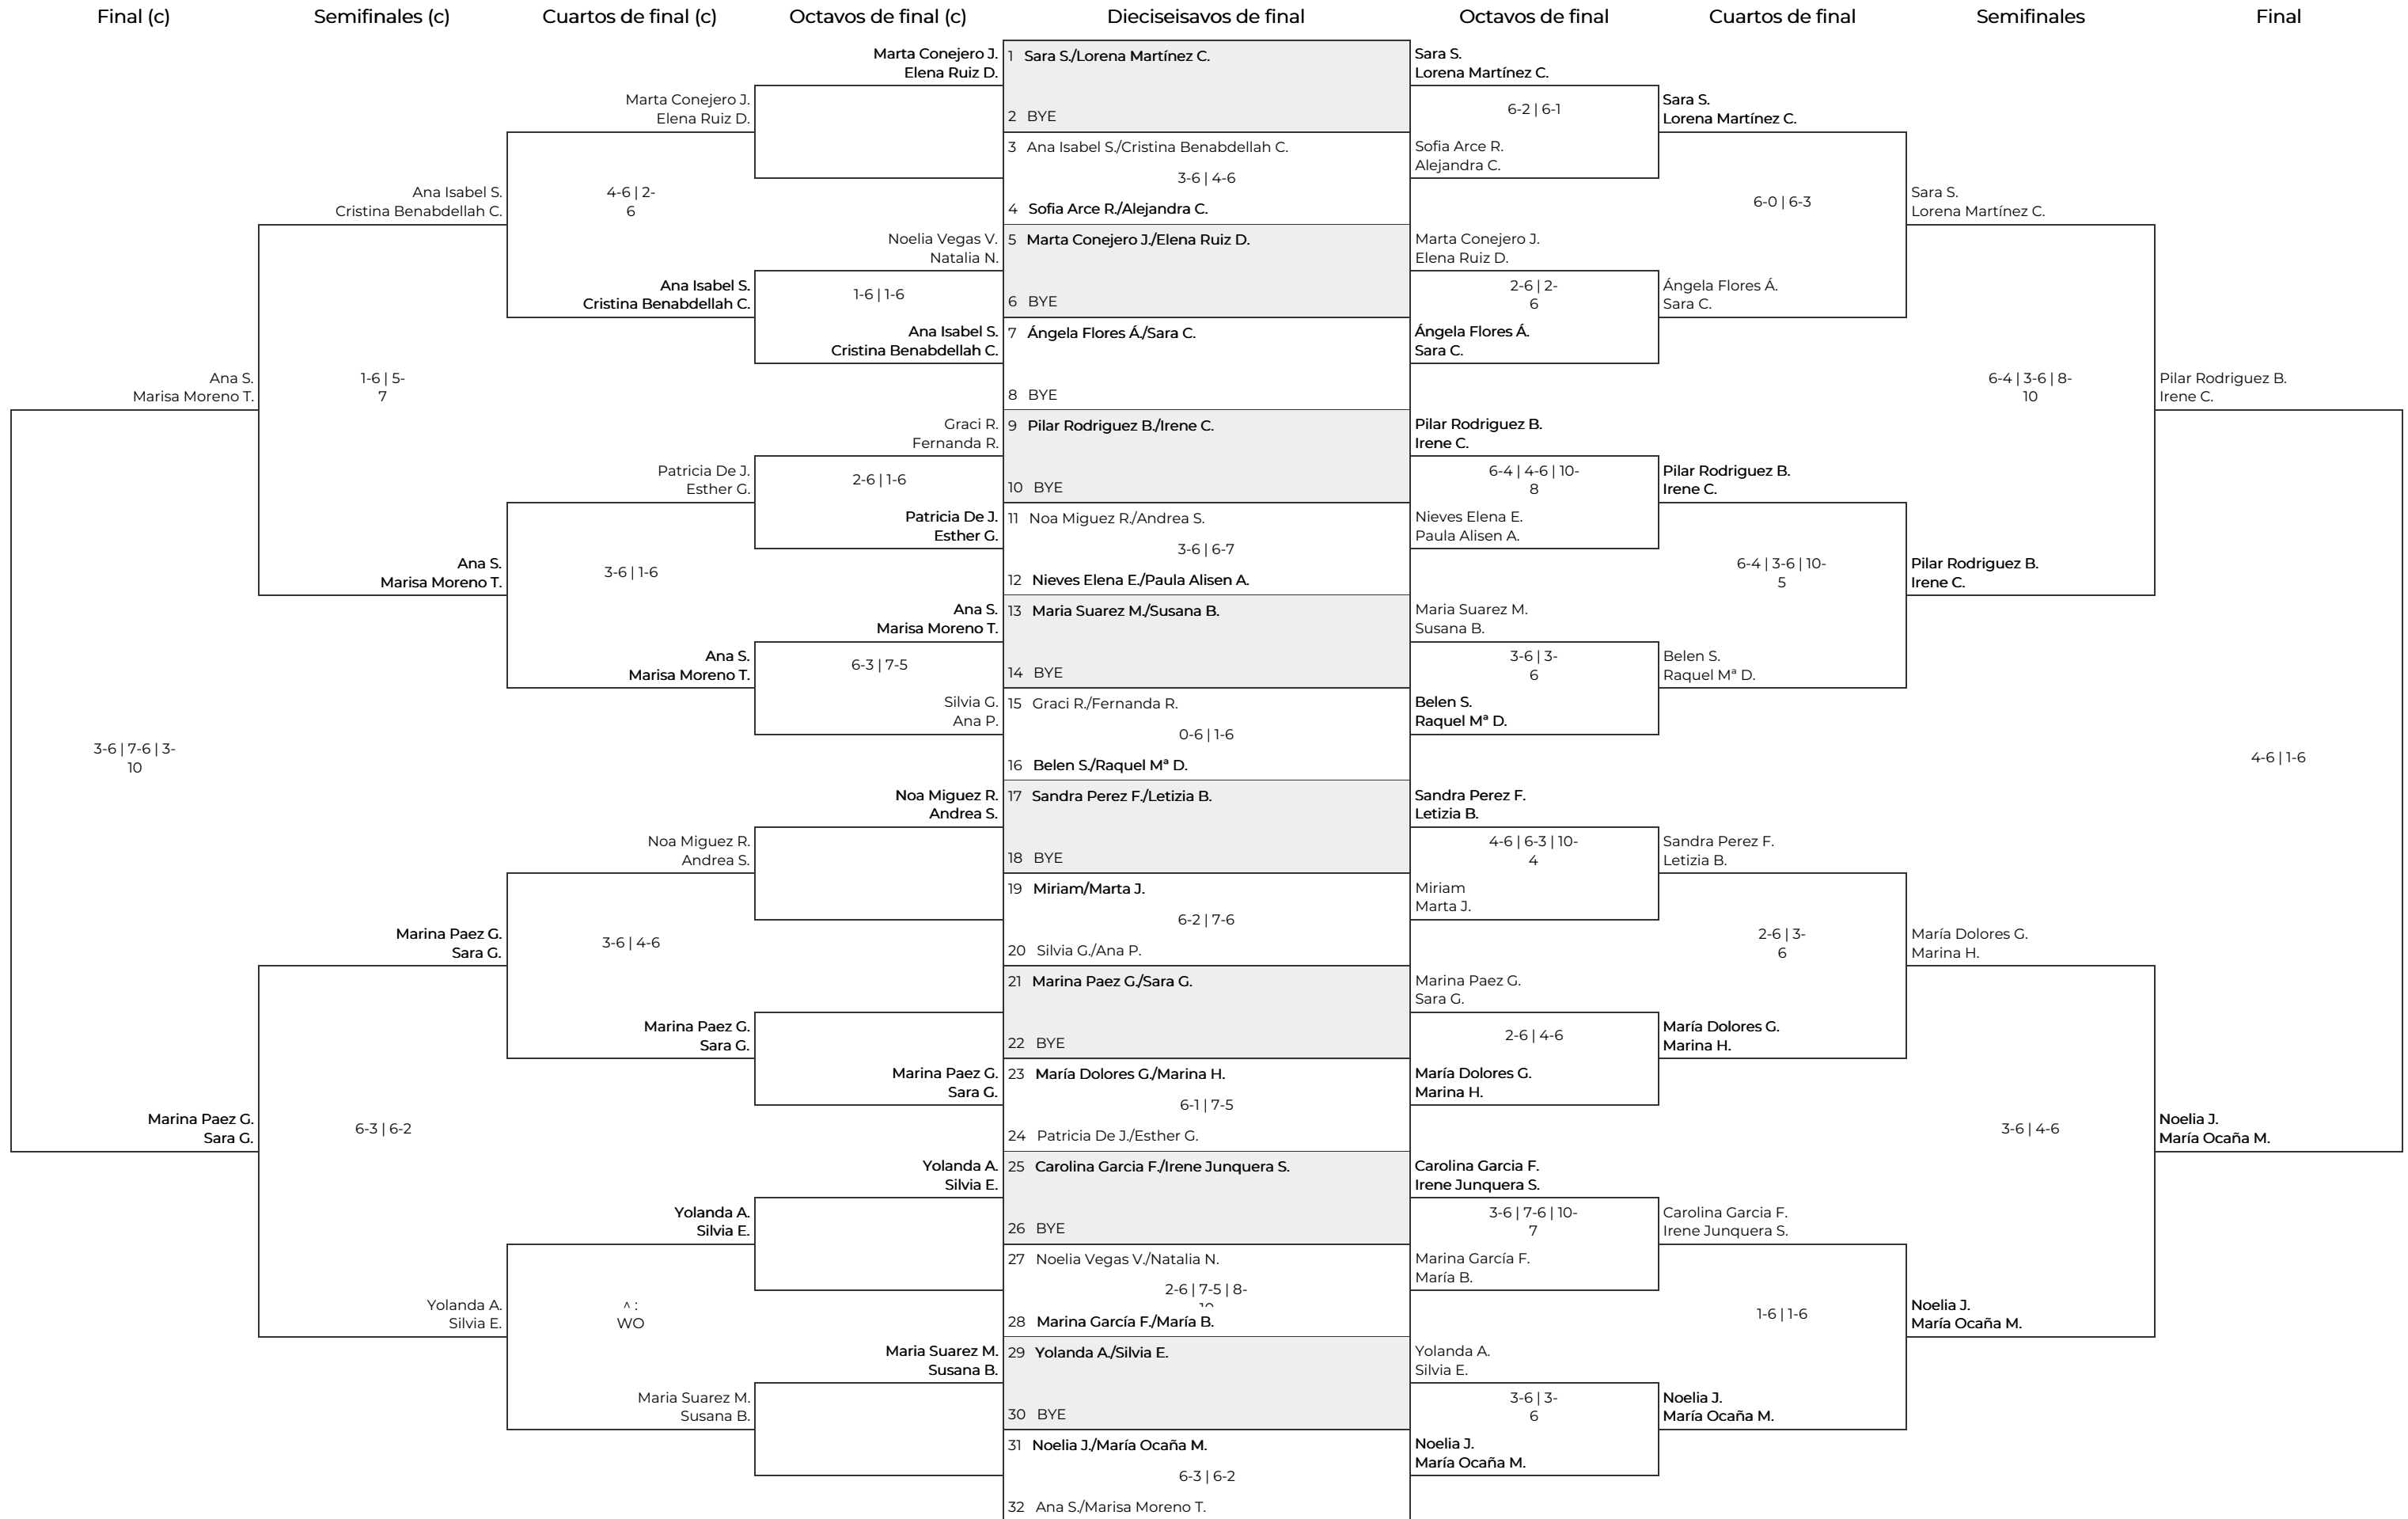 Final (c)
Semifinales (c)
Cuartos de final (c)
Octavos de final (c)
Dieciseisavos de final
Octavos de final
Cuartos de final
Semifinales
Final
Ana S.
Marisa Moreno T.
3-6 | 7-6 | 3-
10
Marina Paez G.
Sara G.
Ana Isabel S.
Cristina Benabdellah C.
1-6 | 5-
7
Ana S.
Marisa Moreno T.
Marina Paez G.
Sara G.
6-3 | 6-2
Yolanda A.
Silvia E.
Marta Conejero J.
Elena Ruiz D.
4-6 | 2-
6
Ana Isabel S.
Cristina Benabdellah C.
Patricia De J.
Esther G.
3-6 | 1-6
Ana S.
Marisa Moreno T.
Noa Miguez R.
Andrea S.
3-6 | 4-6
Marina Paez G.
Sara G.
Yolanda A.
Silvia E.
^ :
WO
Maria Suarez M.
Susana B.
Marta Conejero J.
Elena Ruiz D.
Noelia Vegas V.
Natalia N.
1-6 | 1-6
Ana Isabel S.
Cristina Benabdellah C.
Graci R.
Fernanda R.
2-6 | 1-6
Patricia De J.
Esther G.
Ana S.
Marisa Moreno T.
6-3 | 7-5
Silvia G.
Ana P.
Noa Miguez R.
Andrea S.
Marina Paez G.
Sara G.
Yolanda A.
Silvia E.
Maria Suarez M.
Susana B.
1 Sara S./Lorena Martínez C.
2 BYE
3 Ana Isabel S./Cristina Benabdellah C.
3-6 | 4-6
4 Sofia Arce R./Alejandra C.
5 Marta Conejero J./Elena Ruiz D.
6 BYE
7 Ángela Flores Á./Sara C.
8 BYE
9 Pilar Rodriguez B./Irene C.
10 BYE
11 Noa Miguez R./Andrea S.
3-6 | 6-7
12 Nieves Elena E./Paula Alisen A.
13 Maria Suarez M./Susana B.
14 BYE
15 Graci R./Fernanda R.
0-6 | 1-6
16 Belen S./Raquel Mª D.
17 Sandra Perez F./Letizia B.
18 BYE
19 Miriam/Marta J.
6-2 | 7-6
20 Silvia G./Ana P.
21 Marina Paez G./Sara G.
22 BYE
23 María Dolores G./Marina H.
6-1 | 7-5
24 Patricia De J./Esther G.
25 Carolina Garcia F./Irene Junquera S.
26 BYE
27 Noelia Vegas V./Natalia N.
2-6 | 7-5 | 8-
10
28 Marina García F./María B.
29 Yolanda A./Silvia E.
30 BYE
31 Noelia J./María Ocaña M.
6-3 | 6-2
32 Ana S./Marisa Moreno T.
Sara S.
Lorena Martínez C.
6-2 | 6-1
Sofia Arce R.
Alejandra C.
Marta Conejero J.
Elena Ruiz D.
2-6 | 2-
6
Ángela Flores Á.
Sara C.
Pilar Rodriguez B.
Irene C.
6-4 | 4-6 | 10-
8
Nieves Elena E.
Paula Alisen A.
Maria Suarez M.
Susana B.
3-6 | 3-
6
Belen S.
Raquel Mª D.
Sandra Perez F.
Letizia B.
4-6 | 6-3 | 10-
4
Miriam
Marta J.
Marina Paez G.
Sara G.
2-6 | 4-6
María Dolores G.
Marina H.
Carolina Garcia F.
Irene Junquera S.
3-6 | 7-6 | 10-
7
Marina García F.
María B.
Yolanda A.
Silvia E.
3-6 | 3-
6
Noelia J.
María Ocaña M.
Sara S.
Lorena Martínez C.
6-0 | 6-3
Ángela Flores Á.
Sara C.
Pilar Rodriguez B.
Irene C.
6-4 | 3-6 | 10-
5
Belen S.
Raquel Mª D.
Sandra Perez F.
Letizia B.
2-6 | 3-
6
María Dolores G.
Marina H.
Carolina Garcia F.
Irene Junquera S.
1-6 | 1-6
Noelia J.
María Ocaña M.
Sara S.
Lorena Martínez C.
6-4 | 3-6 | 8-
10
Pilar Rodriguez B.
Irene C.
María Dolores G.
Marina H.
3-6 | 4-6
Noelia J.
María Ocaña M.
Pilar Rodriguez B.
Irene C.
4-6 | 1-6
Noelia J.
María Ocaña M.